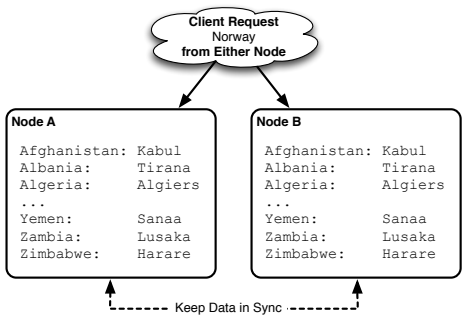 Client Request
Norway
from Either Node
Node A
Afghanistan: Kabul
Albania: Tirana
Algeria: Algiers
...
Yemen: Sanaa
Zambia: Lusaka
Zimbabwe: Harare
Node B
Afghanistan: Kabul
Albania: Tirana
Algeria: Algiers
...
Yemen: Sanaa
Zambia: Lusaka
Zimbabwe: Harare
Keep Data in Sync